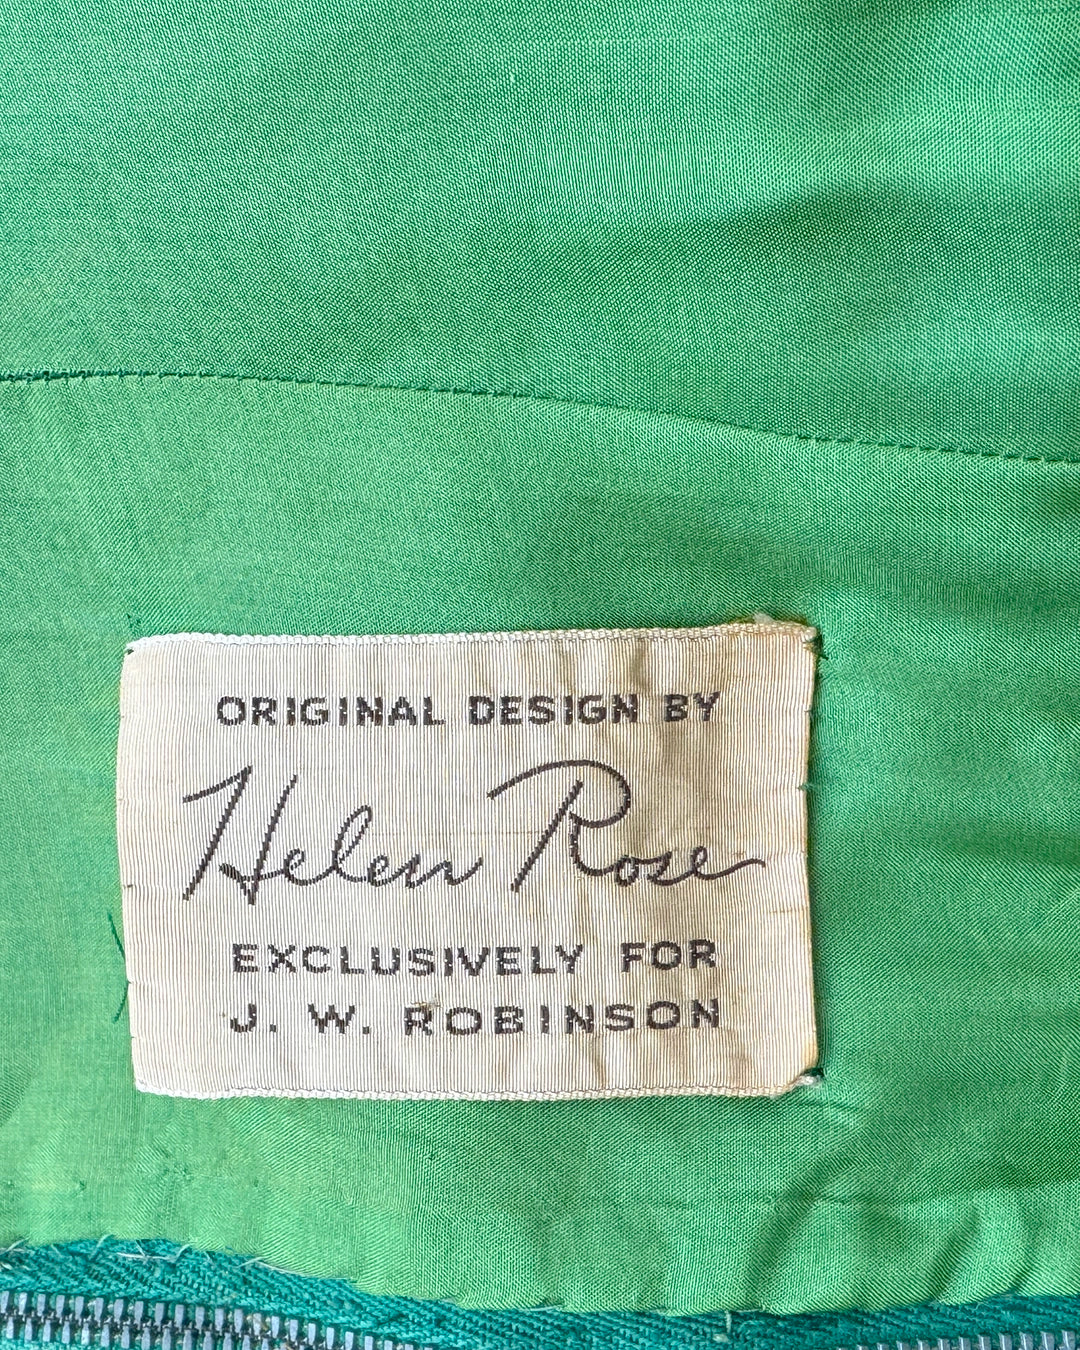 ORIGINAL DESIGN BY
Helen Rose
EXCLUSIVELY FOR
J. W. ROBINSON